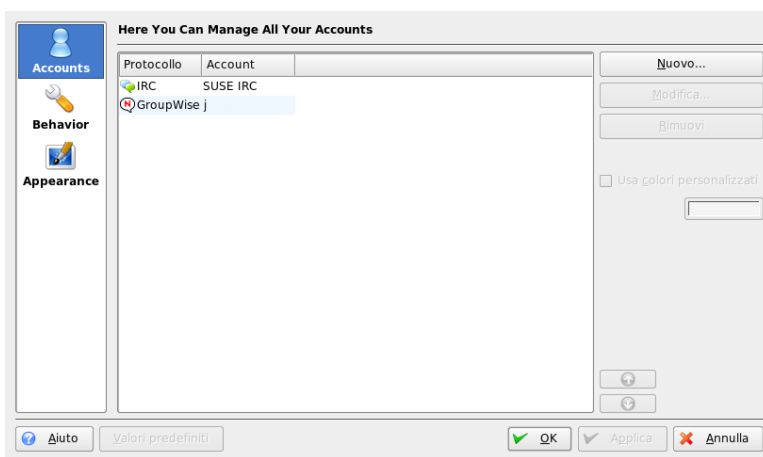 Here You Can Manage All Your Accounts
Accounts
Behavior
Appearance
Protocollo Account
IRC SUSE IRC
GroupWise j
Nuovo...
Modifica...
Rimuovi
Usa colori personalizzati
Aiuto
Valori predefiniti
OK
Applica
Annulla